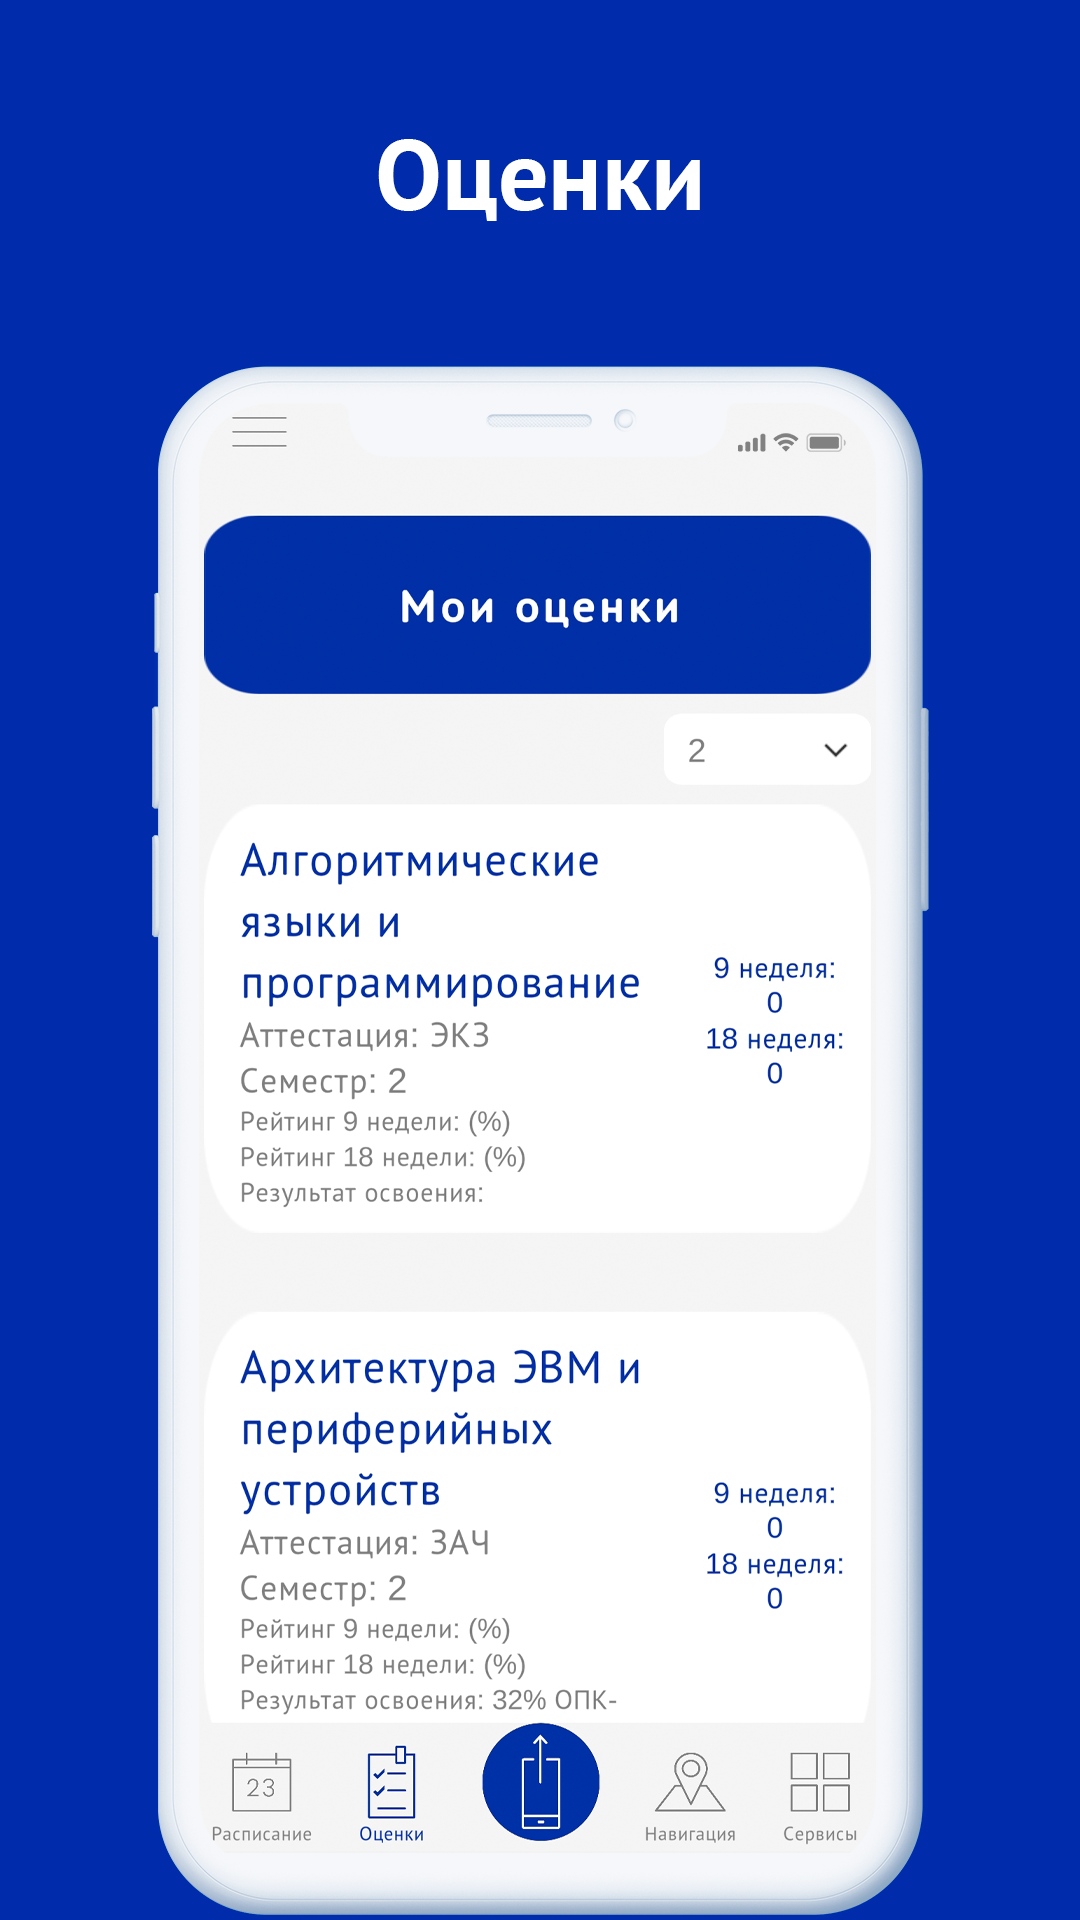 Оценки
Мои оценки
2
Алгоритмические
языки и
программирование
Аттестация: ЭКЗ
Семестр: 2
Рейтинг 9 недели: (%)
Рейтинг 18 недели: (%)
Результат освоения:
9 неделя:
0
18 неделя:
0
Архитектура ЭВМ и
периферийных
устройств
Аттестация: ЗАЧ
Семестр: 2
Рейтинг 9 недели: (%)
Рейтинг 18 недели: (%)
Результат освоения: 32% ОПК-
9 неделя:
0
18 неделя:
0
23
Расписание
Оценки
Навигация
Сервисы